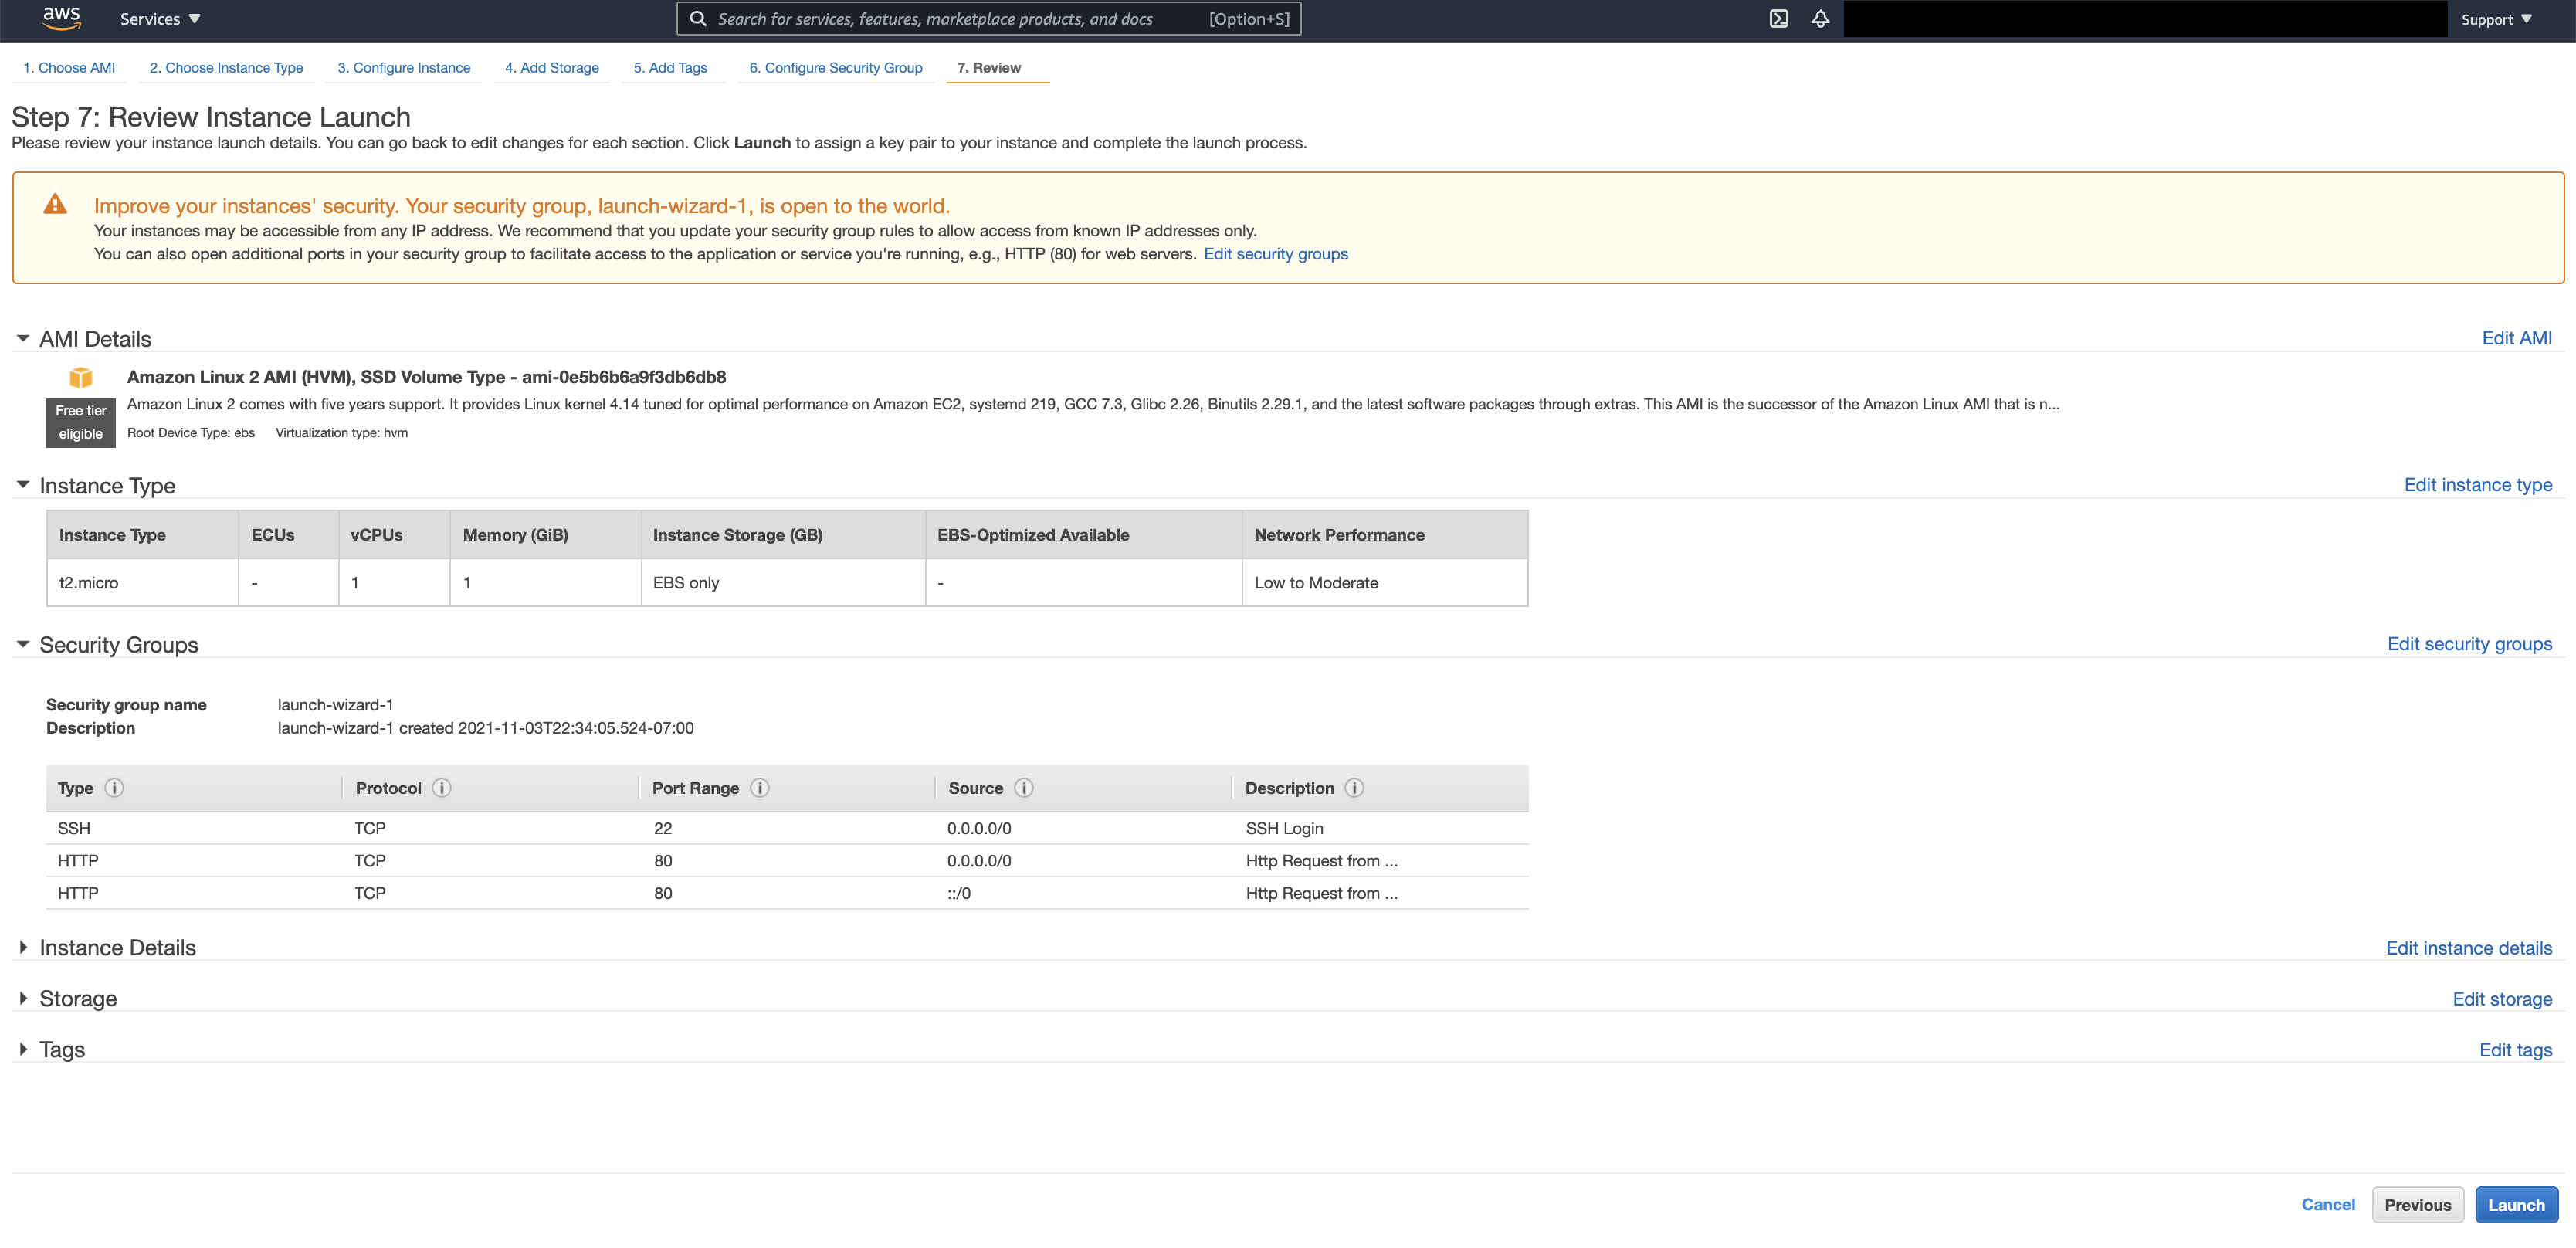 aws Services Search for services, features, marketplace products, and docs [Option+S] Support
1. Choose AMI 2. Choose Instance Type 3. Configure Instance 4. Add Storage 5. Add Tags 6. Configure Security Group 7. Review
Step 7: Review Instance Launch
Please review your instance launch details. You can go back to edit changes for each section. Click Launch to assign a key pair to your instance and complete the launch process.
Improve your instances' security. Your security group, launch-wizard-1, is open to the world.
Your instances may be accessible from any IP address. We recommend that you update your security group rules to allow access from known IP addresses only.
You can also open additional ports in your security group to facilitate access to the application or service you're running, e.g., HTTP (80) for web servers. Edit security groups
AMI Details Edit AMI
Amazon Linux 2 AMI (HVM), SSD Volume Type - ami-0e5b6b6a9f3db6db8
Free tier eligible
Amazon Linux 2 comes with five years support. It provides Linux kernel 4.14 tuned for optimal performance on Amazon EC2, systemd 219, GCC 7.3, Glibc 2.26, Binutils 2.29.1, and the latest software packages through extras. This AMI is the successor of the Amazon Linux AMI that is n...
Root Device Type: ebs Virtualization type: hvm
Instance Type Edit instance type
Instance Type ECUs vCPUs Memory (GiB) Instance Storage (GB) EBS-Optimized Available Network Performance
t2.micro - 1 1 EBS only - Low to Moderate
Security Groups Edit security groups
Security group name launch-wizard-1
Description launch-wizard-1 created 2021-11-03T22:34:05.524-07:00
Type Protocol Port Range Source Description
SSH TCP 22 0.0.0.0/0 SSH Login
HTTP TCP 80 0.0.0.0/0 Http Request from ...
HTTP TCP 80 ::/0 Http Request from ...
Instance Details Edit instance details
Storage Edit storage
Tags Edit tags
Cancel Previous Launch